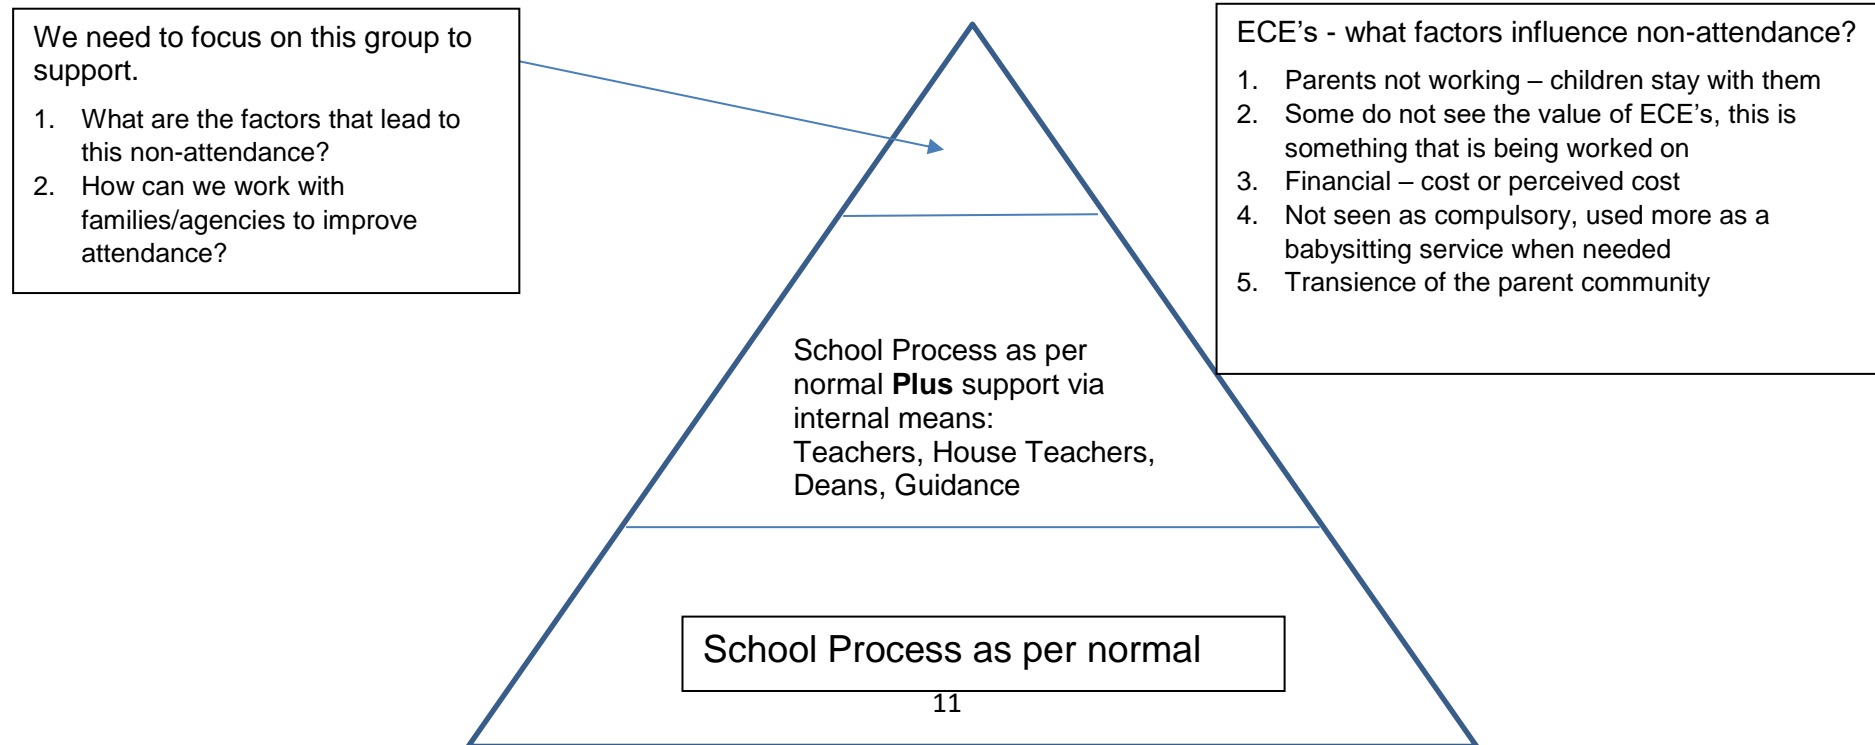 We need to focus on this group to
support.
1. What are the factors that lead to
this non-attendance?
2. How can we work with
families/agencies to improve
attendance?
ECE’s - what factors influence non-attendance?
1. Parents not working – children stay with them
2. Some do not see the value of ECE’s, this is
something that is being worked on
3. Financial – cost or perceived cost
4. Not seen as compulsory, used more as a
babysitting service when needed
5. Transience of the parent community
School Process as per
normal Plus support via
internal means:
Teachers, House Teachers,
Deans, Guidance
School Process as per normal
11